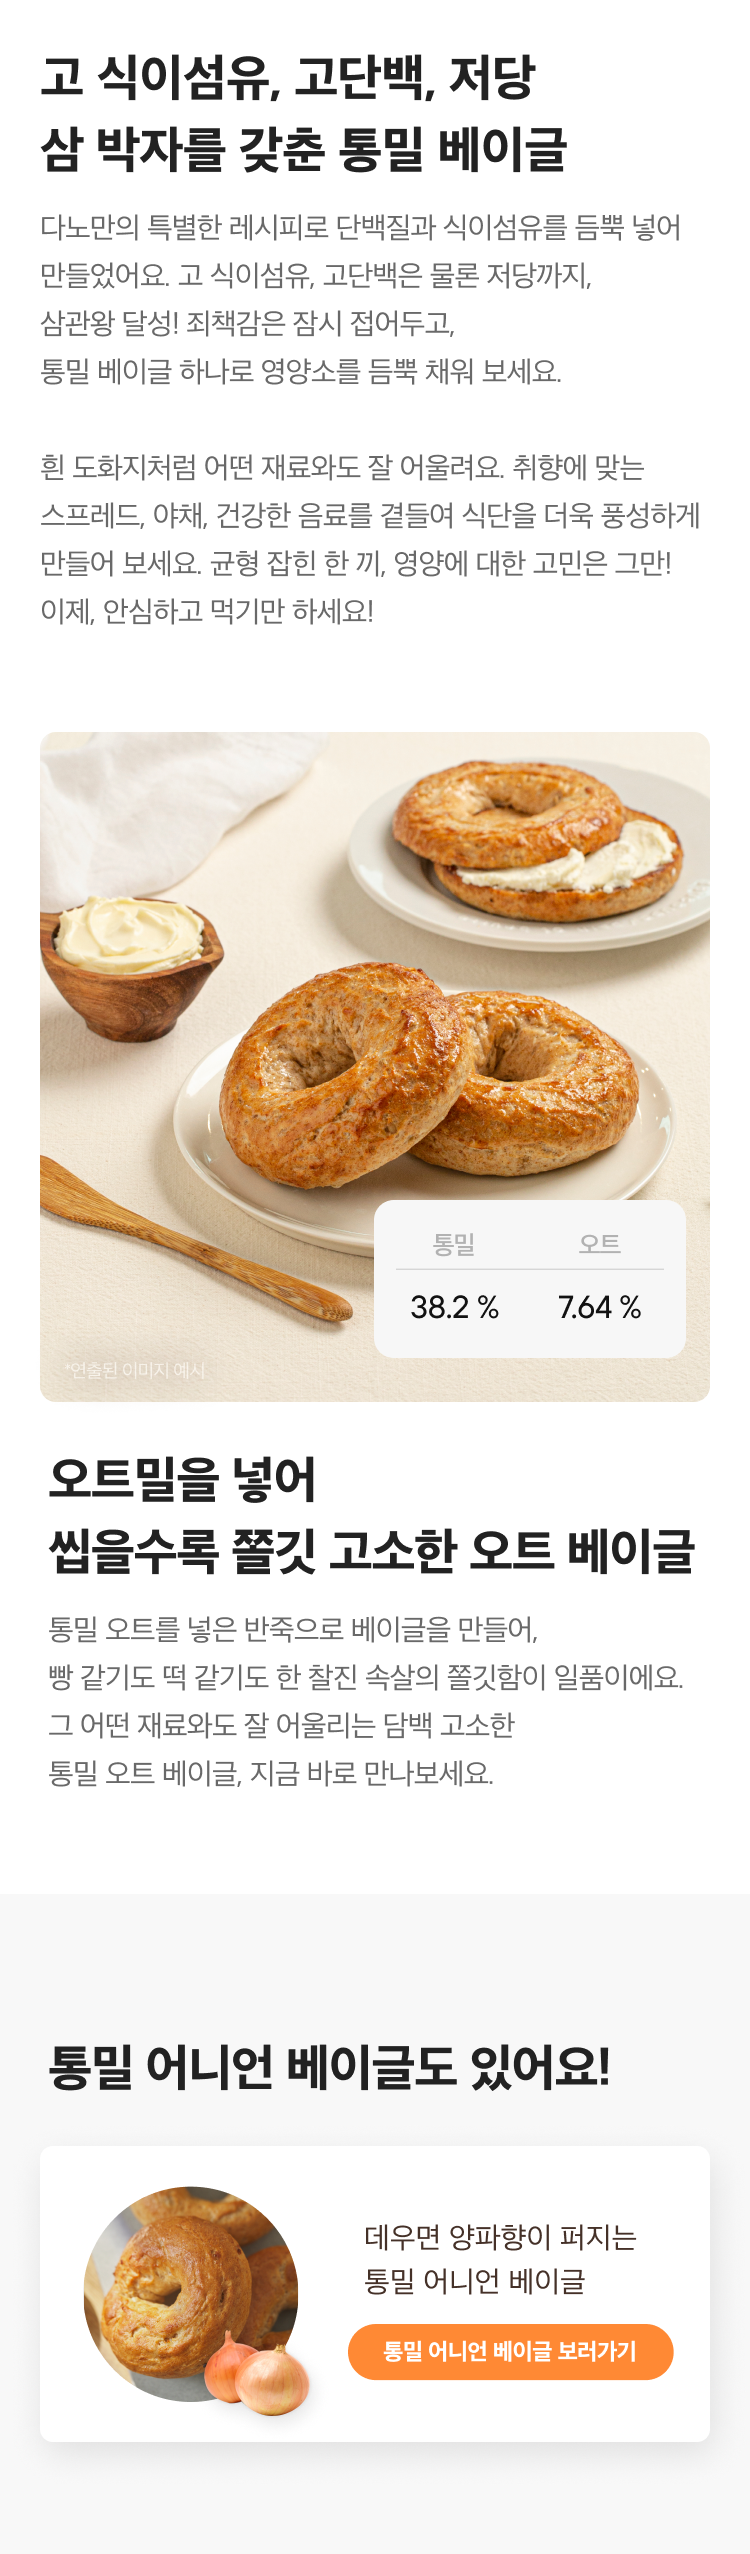 고 식이섬유, 고단백, 저당
삼 박자를 갖춘 통밀 베이글
다노만의 특별한 레시피로 단백질과 식이섬유를 듬뿍 넣어
만들었어요. 고 식이섬유, 고단백은 물론 저당까지,
삼관왕 달성! 죄책감은 잠시 접어두고,
통밀 베이글 하나로 영양소를 듬뿍 채워 보세요.
흰 도화지처럼 어떤 재료와도 잘 어울려요. 취향에 맞는
스프레드, 야채, 건강한 음료를 곁들여 식단을 더욱 풍성하게
만들어 보세요. 균형 잡힌 한 끼, 영양에 대한 고민은 그만!
이제, 안심하고 먹기만 하세요!
통밀 오트
38.2 % 7.64 %
*연출된 이미지 예시
오트밀을 넣어
씹을수록 쫄깃 고소한 오트 베이글
통밀 오트를 넣은 반죽으로 베이글을 만들어,
빵 같기도 떡 같기도 한 찰진 속살의 쫄깃함이 일품이에요.
그 어떤 재료와도 잘 어울리는 담백 고소한
통밀 오트 베이글, 지금 바로 만나보세요.
통밀 어니언 베이글도 있어요!
데우면 양파향이 퍼지는
통밀 어니언 베이글
통밀 어니언 베이글 보러가기